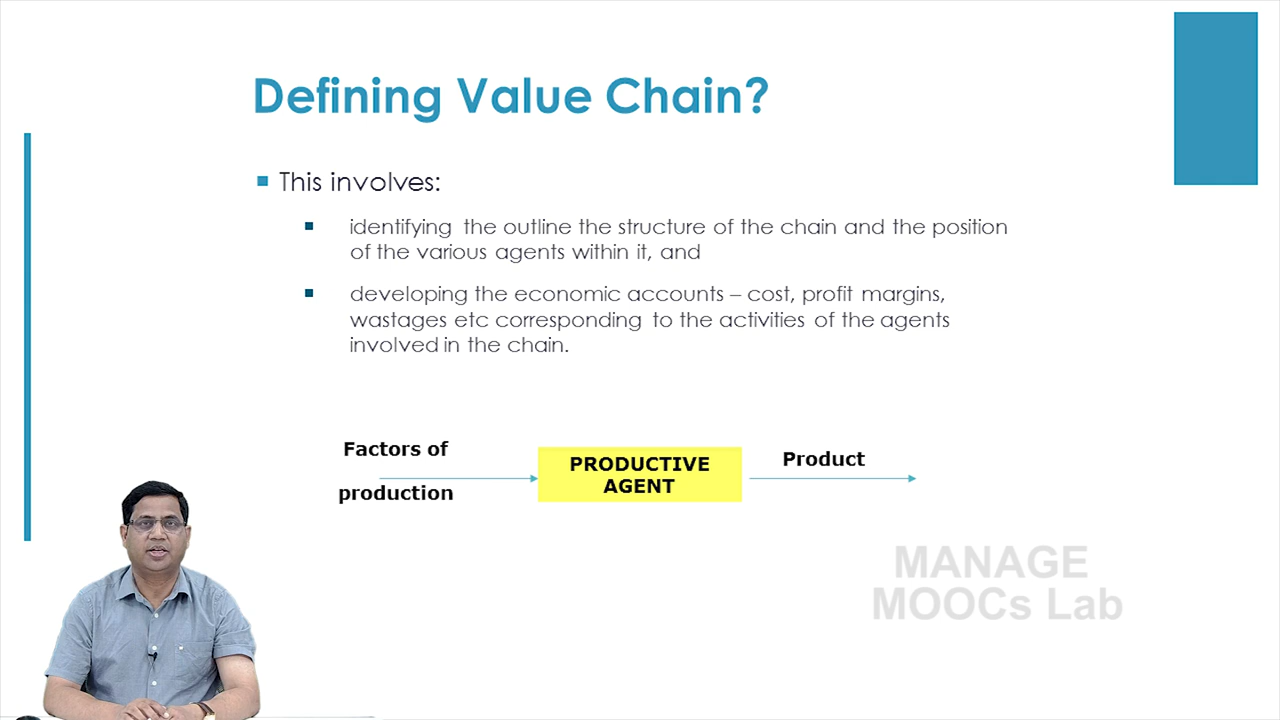 Defining Value Chain?
This involves:
identifying the outline the structure of the chain and the position
of the various agents within it, and
developing the economic accounts – cost, profit margins,
wastages etc corresponding to the activities of the agents
involved in the chain.
Factors of
production
PRODUCTIVE
AGENT
Product
MANAGE
MOOCs Lab